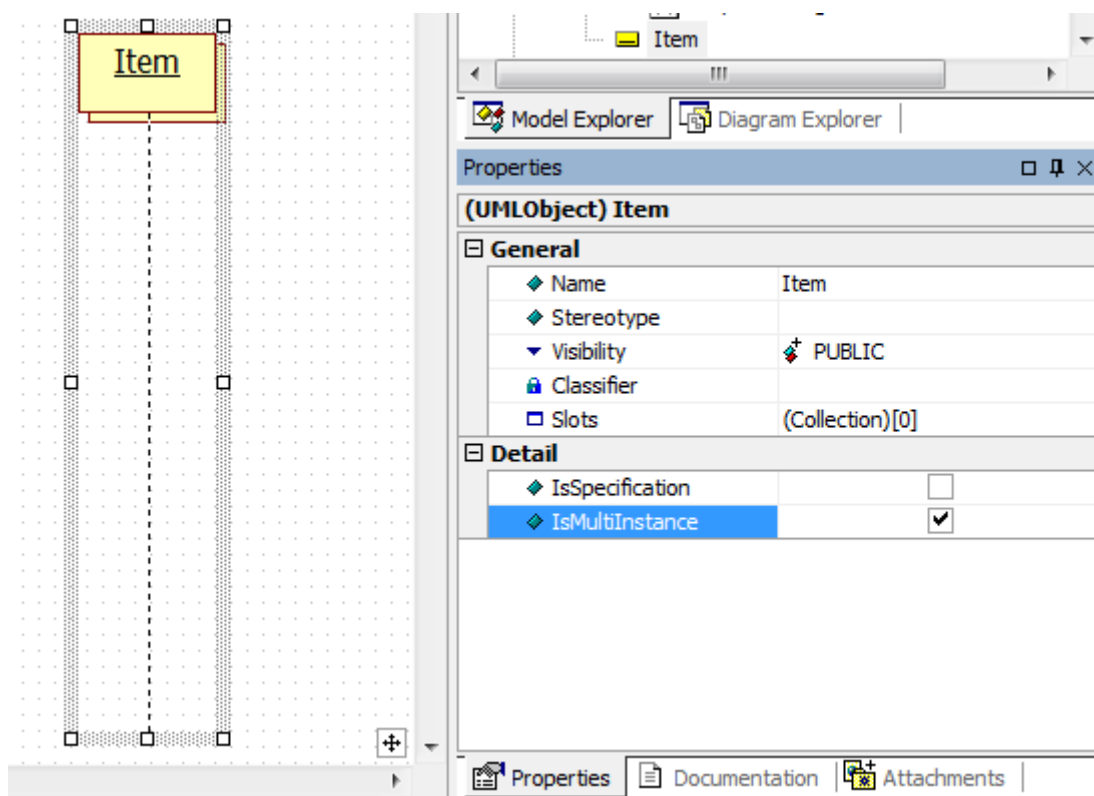 Item
Item
Model Explorer
Diagram Explorer
Properties
(UMLObject) Item
General
Name Item
Stereotype
Visibility PUBLIC
Classifier
Slots (Collection)[0]
Detail
IsSpecification
IsMultiInstance
Properties
Documentation
Attachments